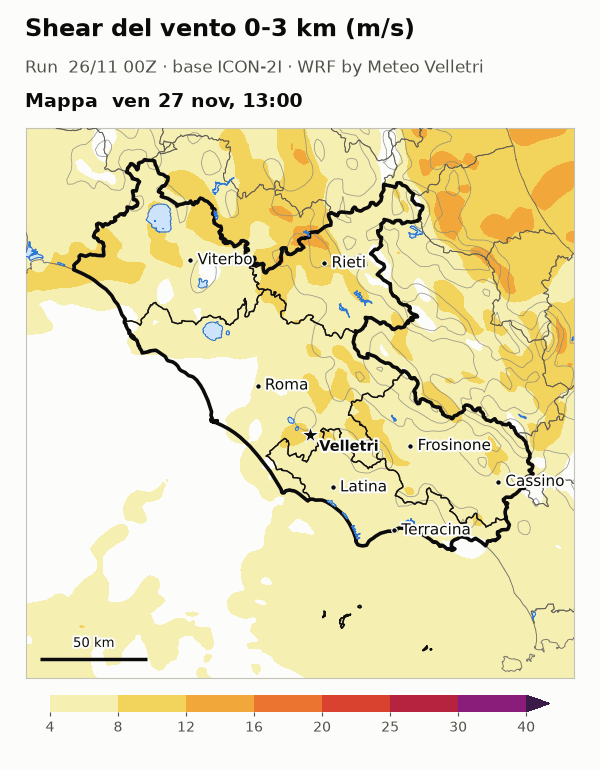 Shear del vento 0-3 km (m/s)
Run  26/11 00Z · base ICON-2I · WRF by Meteo Velletri
Mappa  ven 27 nov, 13:00
Viterbo
Rieti
Roma
Velletri
Frosinone
Latina
Cassino
Terracina
50 km
4 8 12 16 20 25 30 40